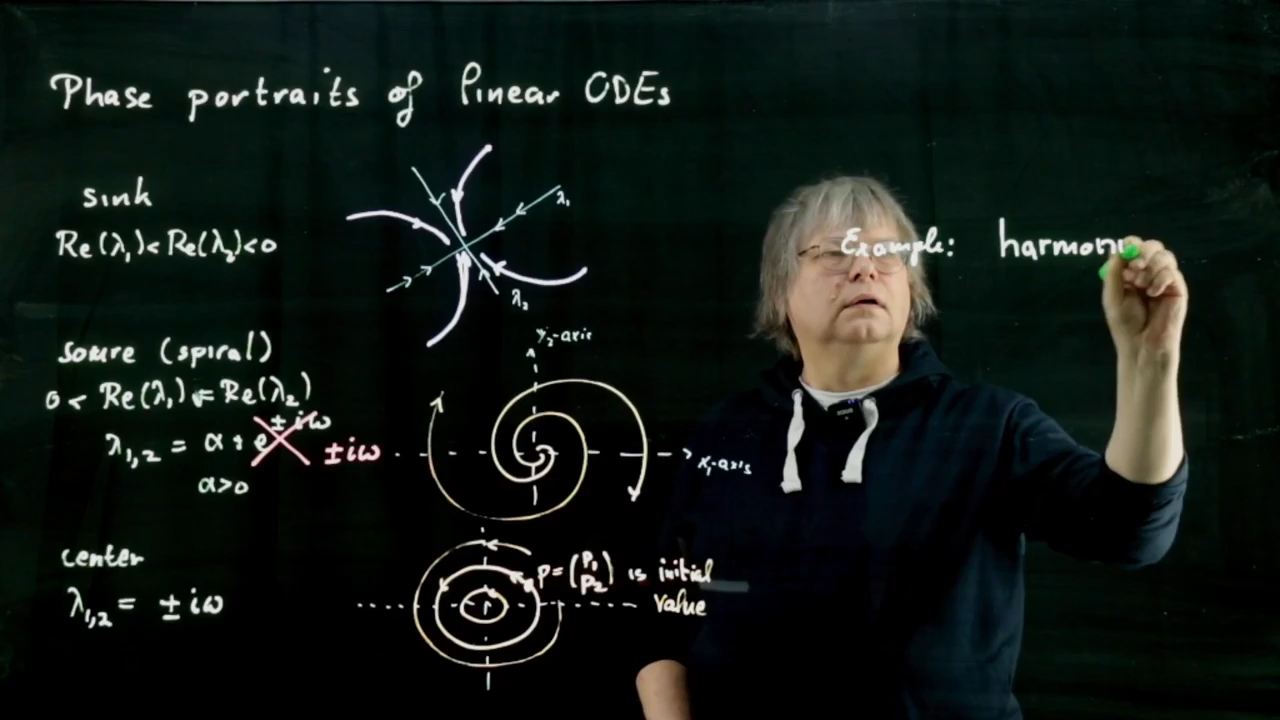 Phase portraits of linear ODEs
sink
Re(λ₁)<Re(λ₂)<0
λ₁
λ₂
Example: harmon
x₂-axis
sourse (spiral)
0 < Re(λ₁) = Re(λ₂)
λ₁,₂ = α + e^±iω ±iω
α>0
x₁-axis
center
λ₁,₂ = ±iω
p=(p₁ p₂) is initial
value